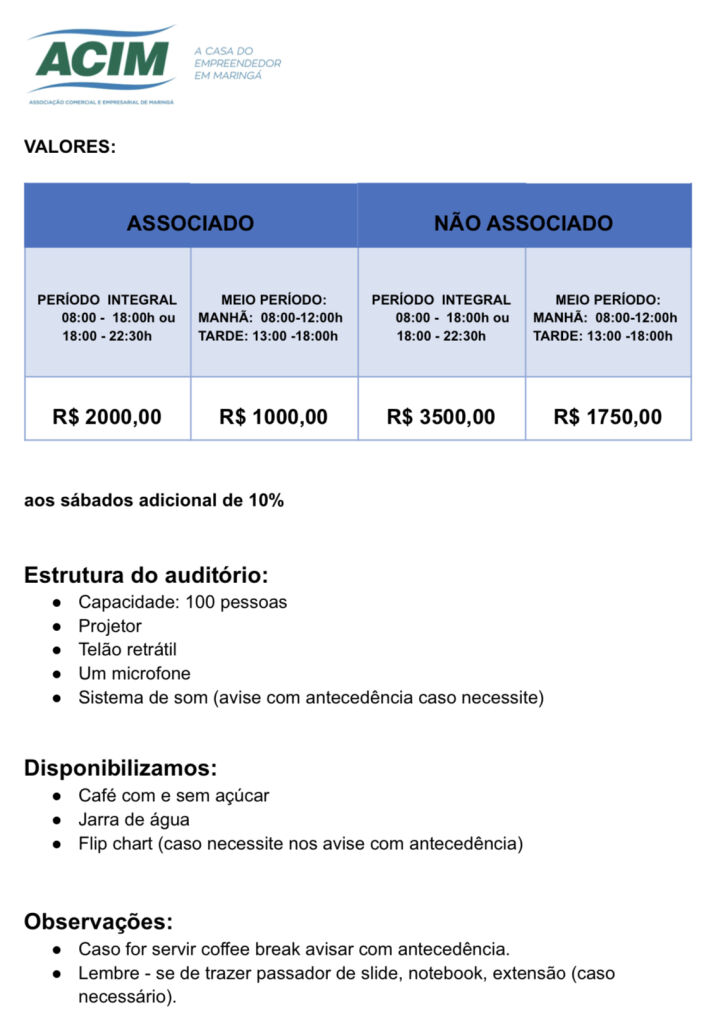 ACIM
ASSOCIAÇÃO COMERCIAL E EMPRESARIAL DE MARINGÁ
A CASA DO
EMPREENDEDOR
EM MARINGÁ
VALORES:
ASSOCIADO
NÃO ASSOCIADO
PERÍODO INTEGRAL
08:00 - 18:00h ou
18:00 - 22:30h
MEIO PERÍODO:
MANHÃ: 08:00-12:00h
TARDE: 13:00 -18:00h
PERÍODO INTEGRAL
08:00 - 18:00h ou
18:00 - 22:30h
MEIO PERÍODO:
MANHÃ: 08:00-12:00h
TARDE: 13:00 -18:00h
R$ 2000,00
R$ 1000,00
R$ 3500,00
R$ 1750,00
aos sábados adicional de 10%
Estrutura do auditório:
● Capacidade: 100 pessoas
● Projetor
● Telão retrátil
● Um microfone
● Sistema de som (avise com antecedência caso necessite)
Disponibilizamos:
● Café com e sem açúcar
● Jarra de água
● Flip chart (caso necessite nos avise com antecedência)
Observações:
● Caso for servir coffee break avisar com antecedência.
● Lembre - se de trazer passador de slide, notebook, extensão (caso
necessário).